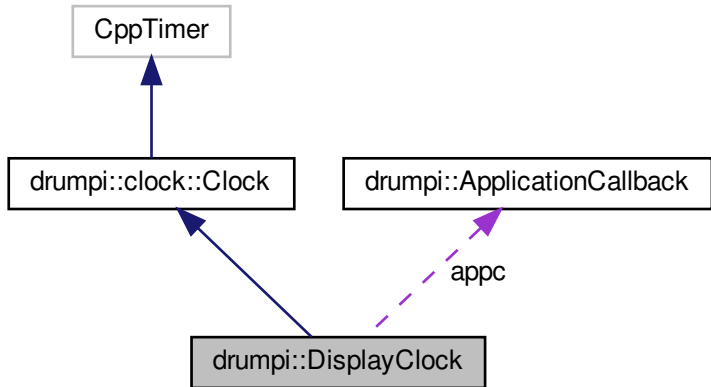 CppTimer
drumpi::clock::Clock
drumpi::ApplicationCallback
appc
drumpi::DisplayClock